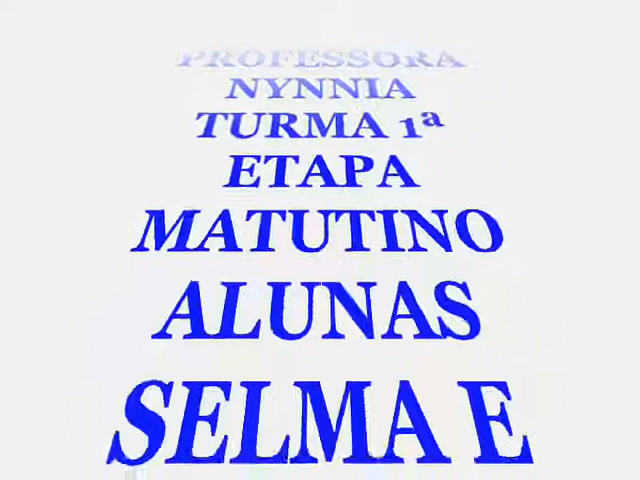 PROFESSORA
NYNNIA
TURMA 1ª
ETAPA
MATUTINO
ALUNAS
SELMA E